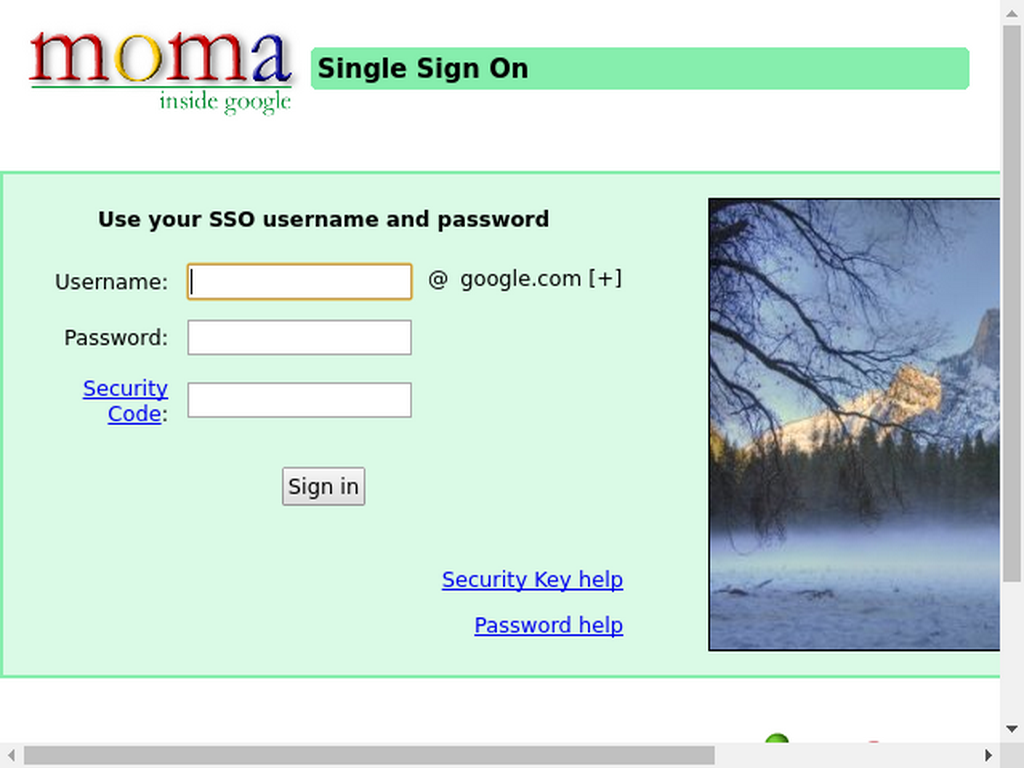 moma
inside google
Single Sign On
Use your SSO username and password
Username:
@ google.com [+]
Password:
Security
Code:
Sign in
Security Key help
Password help